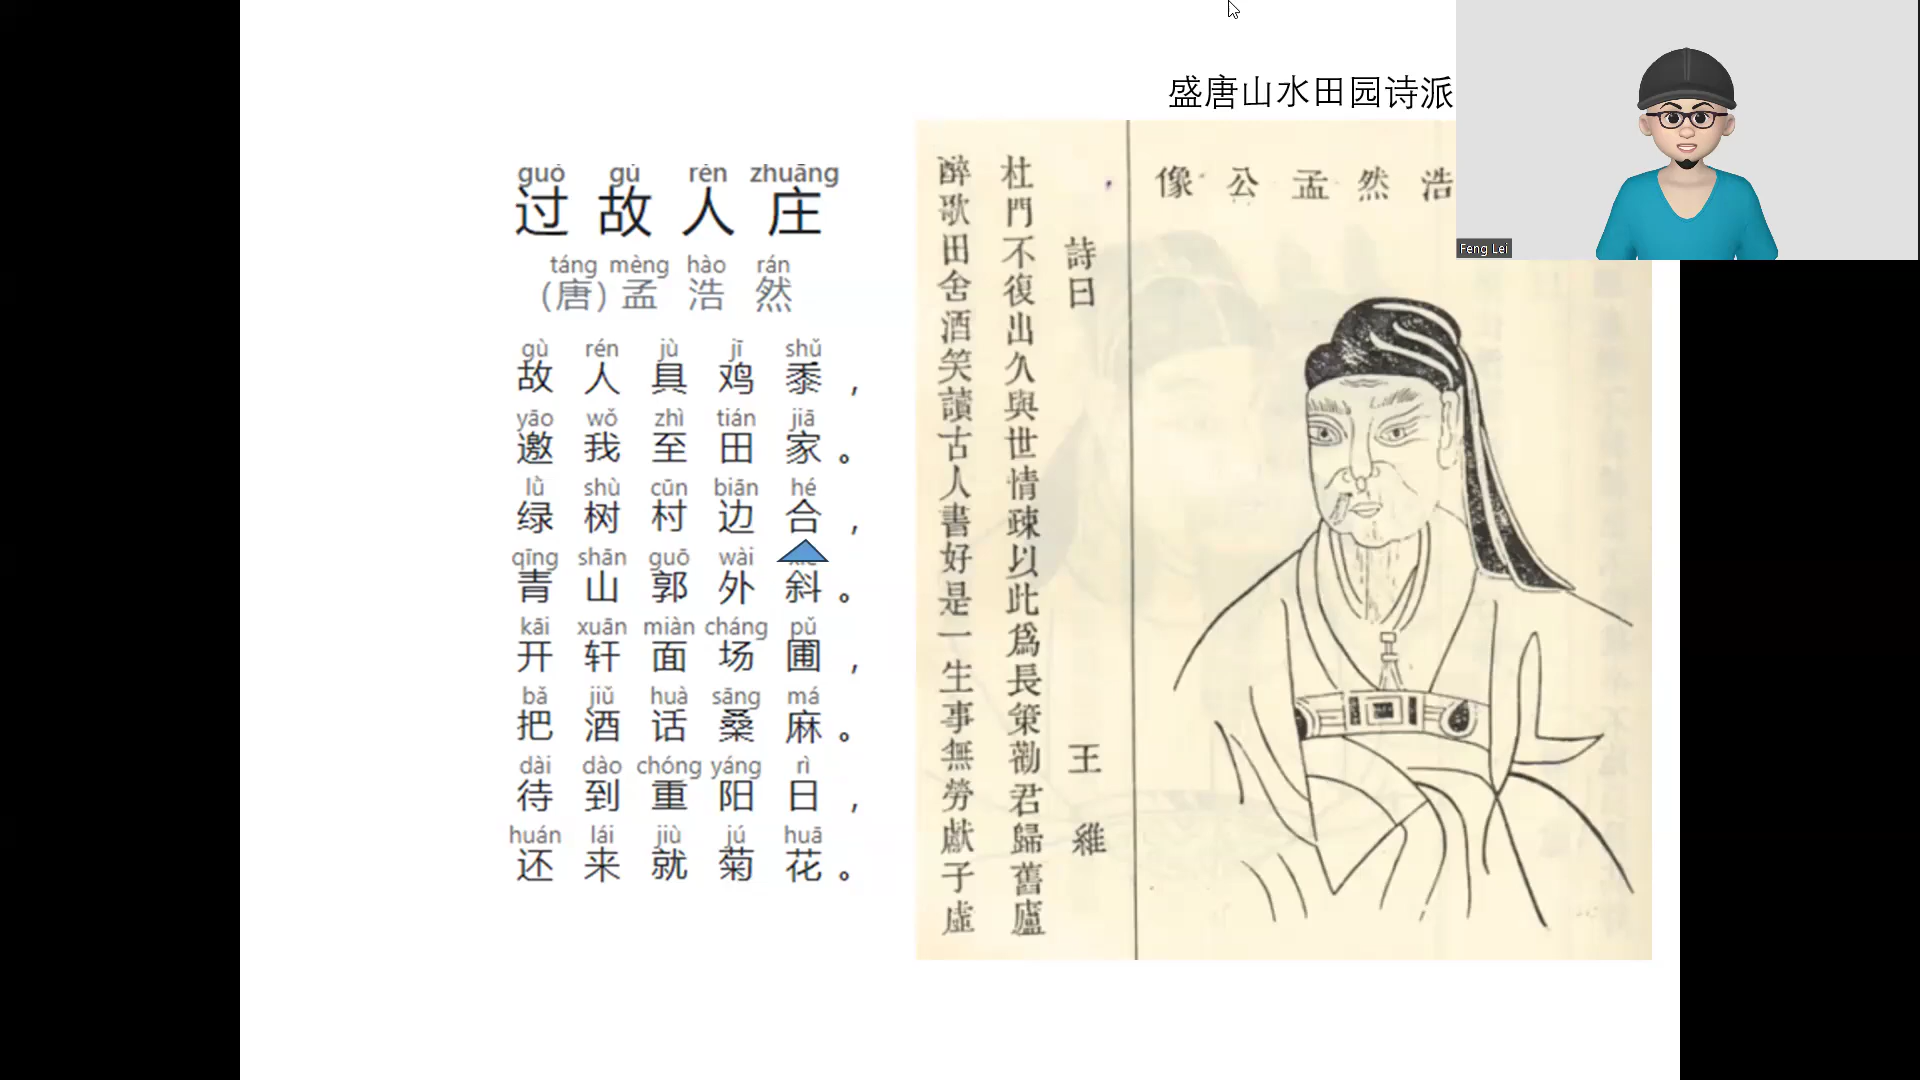 盛唐山水田园诗派
guò gù rén zhuāng
过故人庄
táng mèng hào rán
(唐)孟浩然
gù rén jù jī shǔ
故人具鸡黍，
yāo wǒ zhì tián jiā
邀我至田家。
lǜ shù cūn biān hé
绿树村边合，
qīng shān guō wài
青山郭外斜。
kāi xuān miàn cháng pǔ
开轩面场圃，
bǎ jiǔ huà sāng má
把酒话桑麻。
dài dào chóng yáng rì
待到重阳日，
huán lái jiù jú huā
还来就菊花。
浩然孟公像
詩曰
王維
杜門不復出久與世情疎以此爲長策勸君歸舊廬
醉歌田舍酒笑讀古人書好是一生事無勞獻子虛
Feng Lei